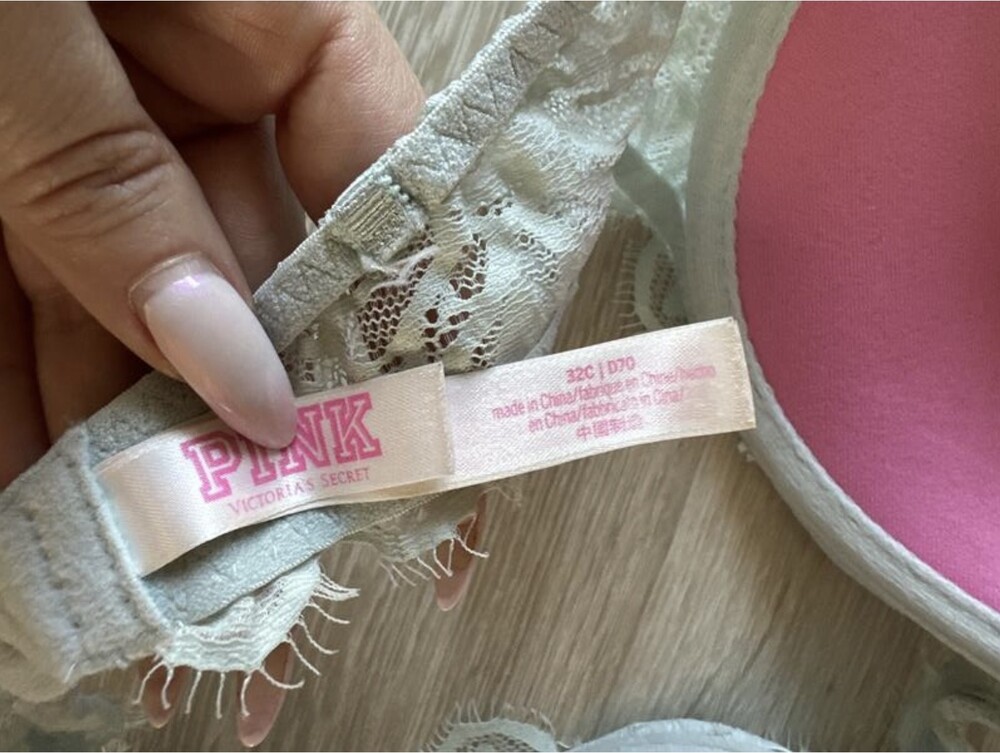 PINK
VICTORIA'S SECRET
32C | D70
made in China/fabriqué en Chine/hecho
en China/fabricado in Cina/
中國製造